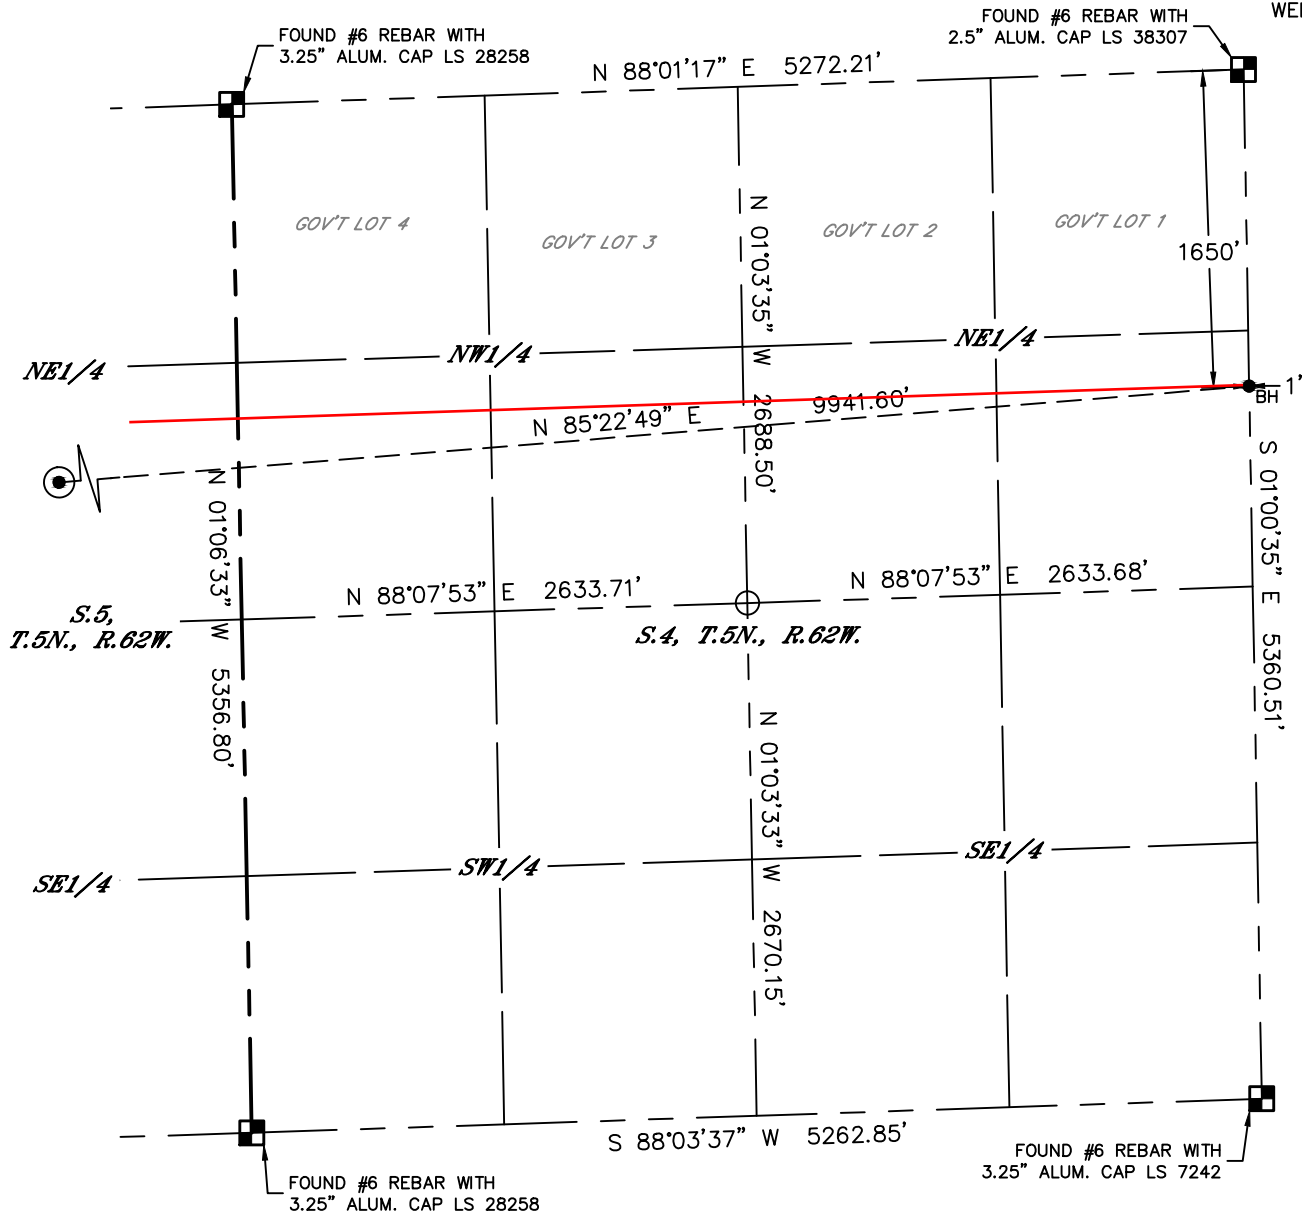 WEL
FOUND #6 REBAR WITH
2.5" ALUM. CAP LS 38307
FOUND #6 REBAR WITH
3.25" ALUM. CAP LS 28258
N 88°01'17" E 5272.21'
GOV'T LOT 4
GOV'T LOT 3
GOV'T LOT 2
GOV'T LOT 1
N 01°03'35" W 2688.50'
1650'
NE1/4
NW1/4
NE1/4
N 85°22'49" E 9941.60'
1'
BH
N 01°06'33" W 5356.80'
S 01°00'35" E 5360.51'
N 88°07'53" E 2633.71'
N 88°07'53" E 2633.68'
S.5,
T.5N., R.62W.
S.4, T.5N., R.62W.
N 01°03'33" W 2670.15'
SE1/4
SW1/4
SE1/4
S 88°03'37" W 5262.85'
FOUND #6 REBAR WITH
3.25" ALUM. CAP LS 7242
FOUND #6 REBAR WITH
3.25" ALUM. CAP LS 28258